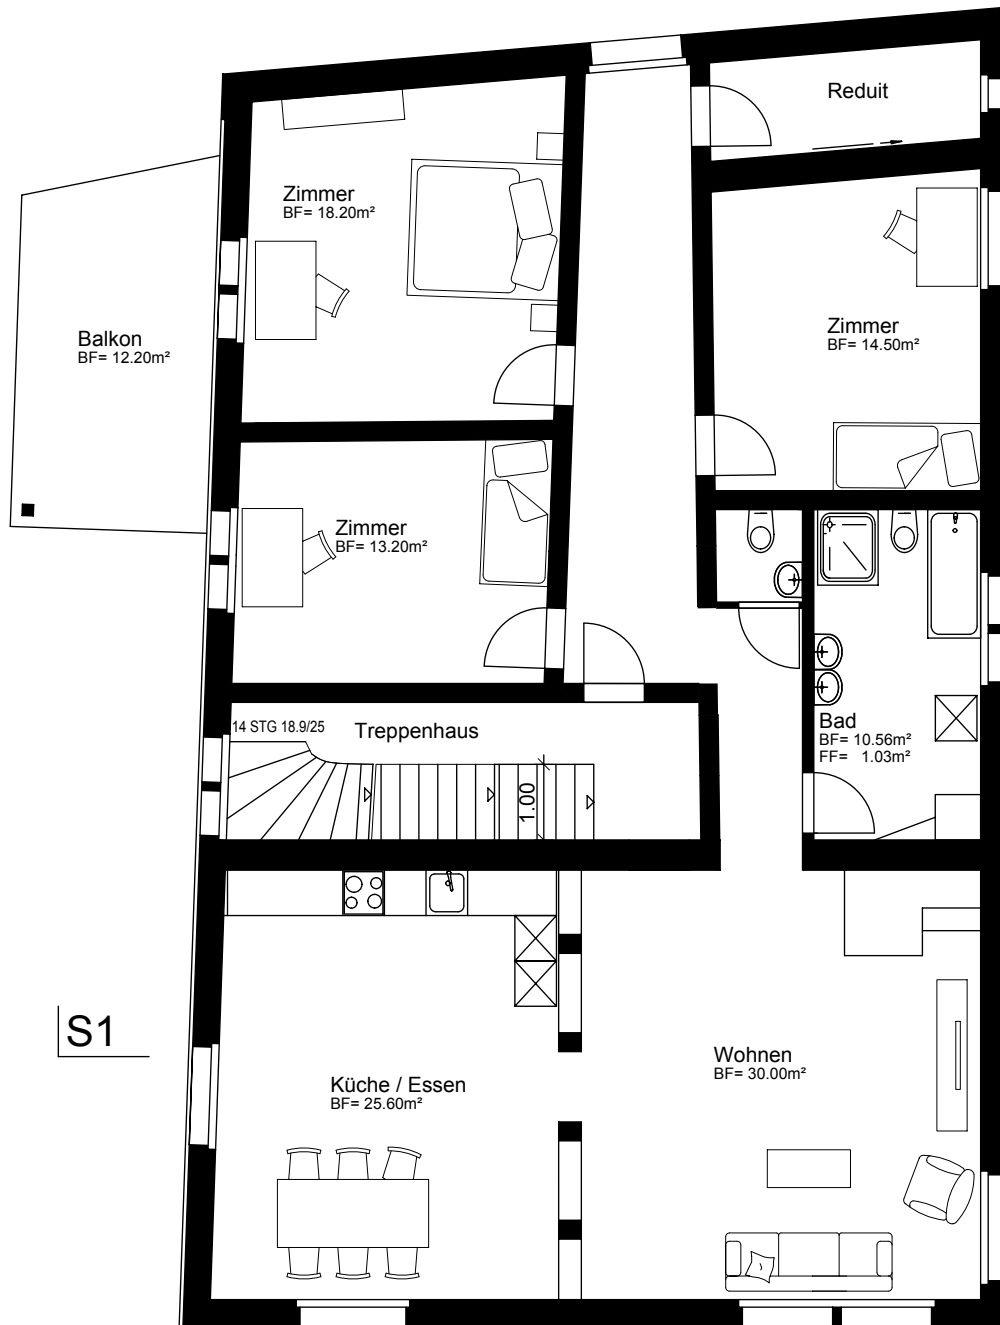 Reduit
Zimmer
BF= 18.20m²
Zimmer
BF= 14.50m²
Balkon
BF= 12.20m²
Zimmer
BF= 13.20m²
14 STG 18.9/25
Treppenhaus
Bad
BF= 10.56m²
FF= 1.03m²
1.00
S1
Wohnen
BF= 30.00m²
Küche / Essen
BF= 25.60m²